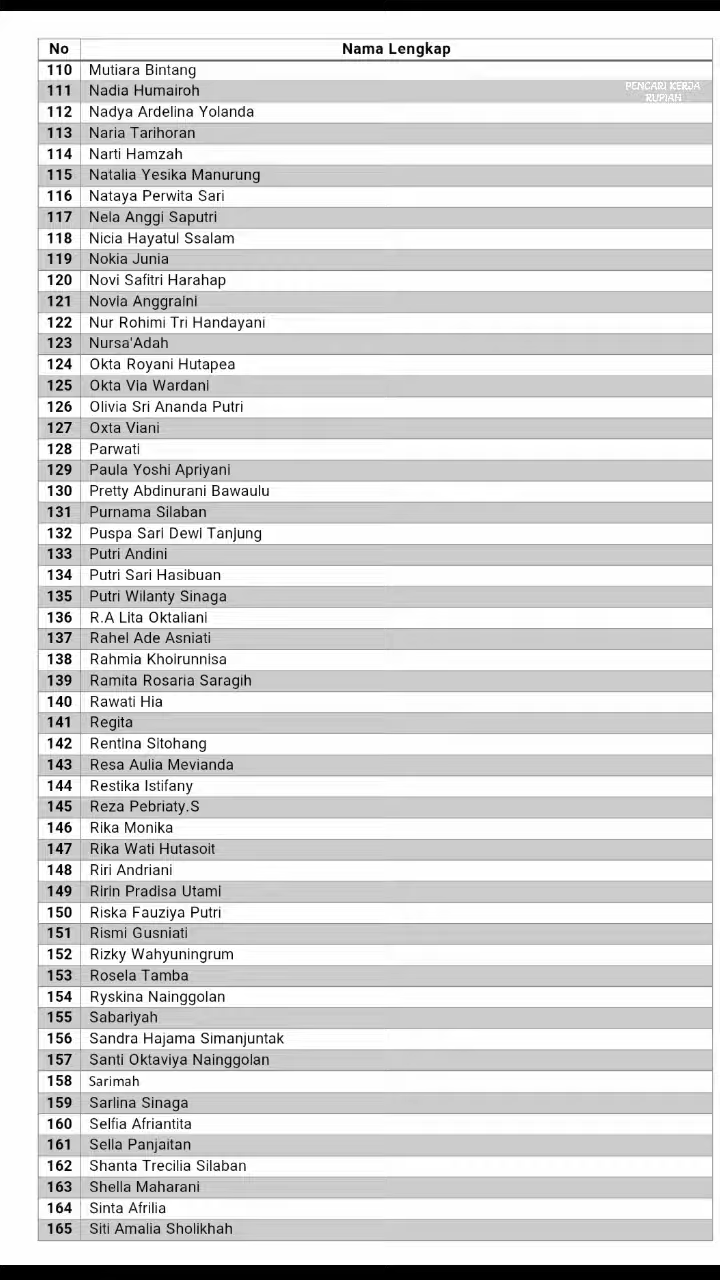 No Nama Lengkap
110 Mutiara Bintang
111 Nadia Humairoh
PENCARI KERJA
RUPIAH
112 Nadya Ardelina Yolanda
113 Naria Tarihoran
114 Narti Hamzah
115 Natalia Yesika Manurung
116 Nataya Perwita Sari
117 Nela Anggi Saputri
118 Nicia Hayatul Ssalam
119 Nokia Junia
120 Novi Safitri Harahap
121 Novia Anggraini
122 Nur Rohimi Tri Handayani
123 Nursa'Adah
124 Okta Royani Hutapea
125 Okta Via Wardani
126 Olivia Sri Ananda Putri
127 Oxta Viani
128 Parwati
129 Paula Yoshi Apriyani
130 Pretty Abdinurani Bawaulu
131 Purnama Silaban
132 Puspa Sari Dewi Tanjung
133 Putri Andini
134 Putri Sari Hasibuan
135 Putri Wilanty Sinaga
136 R.A Lita Oktaliani
137 Rahel Ade Asniati
138 Rahmia Khoirunnisa
139 Ramita Rosaria Saragih
140 Rawati Hia
141 Regita
142 Rentina Sitohang
143 Resa Aulia Mevianda
144 Restika Istifany
145 Reza Pebriaty.S
146 Rika Monika
147 Rika Wati Hutasoit
148 Riri Andriani
149 Ririn Pradisa Utami
150 Riska Fauziya Putri
151 Rismi Gusniati
152 Rizky Wahyuningrum
153 Rosela Tamba
154 Ryskina Nainggolan
155 Sabariyah
156 Sandra Hajama Simanjuntak
157 Santi Oktaviya Nainggolan
158 Sarimah
159 Sarlina Sinaga
160 Selfia Afriantita
161 Sella Panjaitan
162 Shanta Trecilia Silaban
163 Shella Maharani
164 Sinta Afrilia
165 Siti Amalia Sholikhah